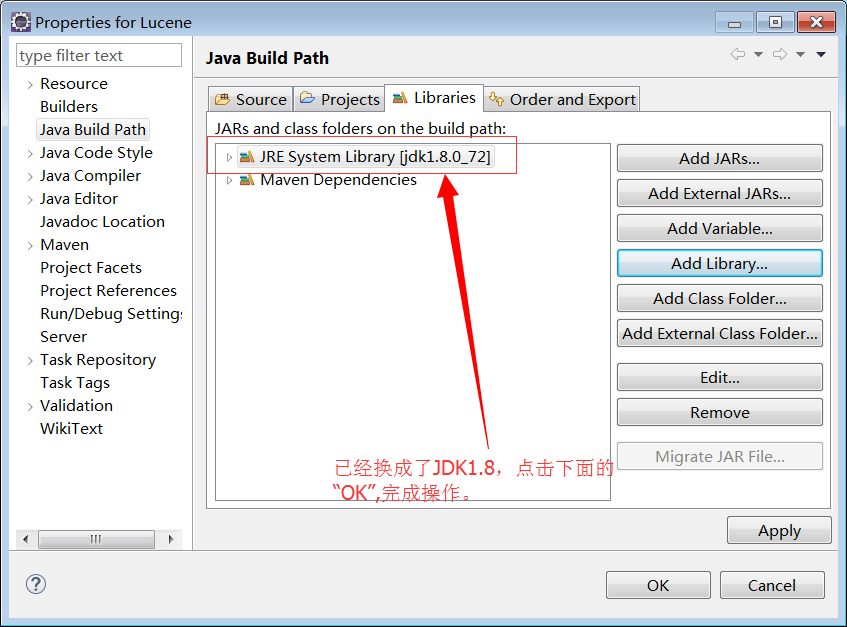 Properties for Lucene
type filter text
Resource
Builders
Java Build Path
Java Code Style
Java Compiler
Java Editor
Javadoc Location
Maven
Project Facets
Project References
Run/Debug Settings
Server
Task Repository
Task Tags
Validation
WikiText
Java Build Path
Source
Projects
Libraries
Order and Export
JARs and class folders on the build path:
JRE System Library [jdk1.8.0_72]
Maven Dependencies
已经换成了JDK1.8，点击下面的
“OK”,完成操作。
Add JARs...
Add External JARs...
Add Variable...
Add Library...
Add Class Folder...
Add External Class Folder...
Edit...
Remove
Migrate JAR File...
Apply
OK
Cancel